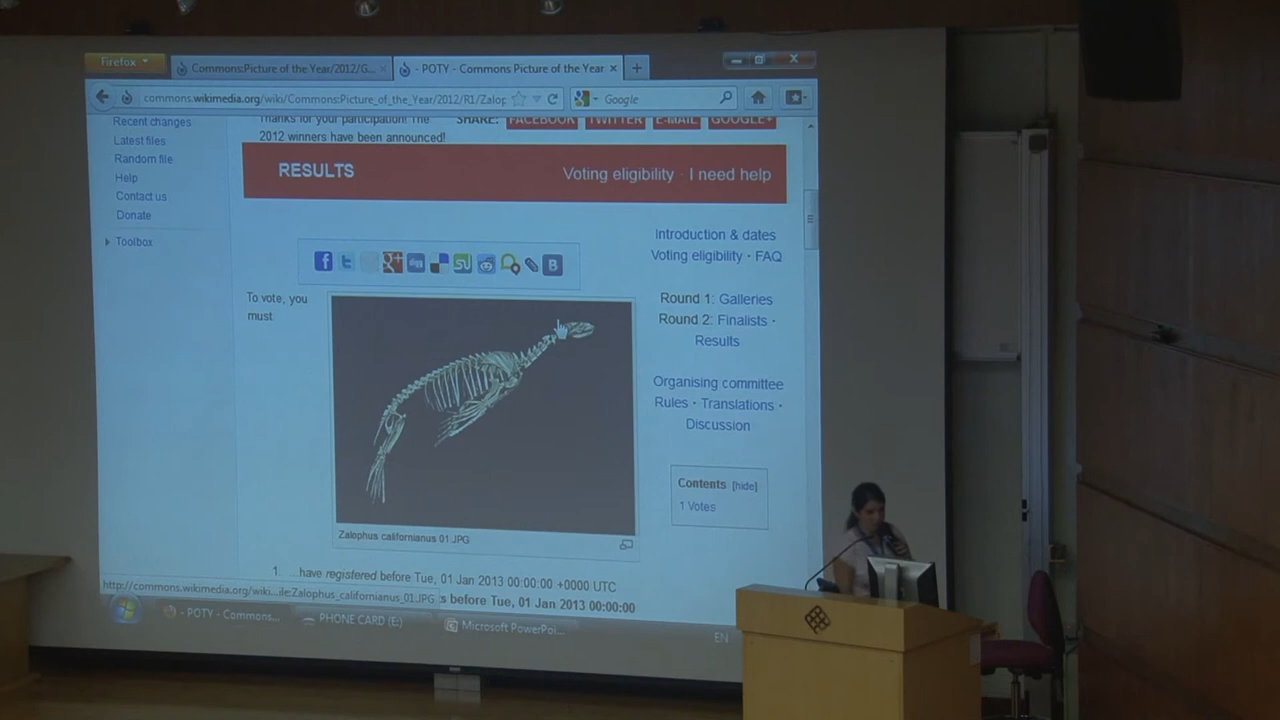 Firefox
Commons:Picture of the Year/2012/G...
- POTY - Commons Picture of the Year
commons.wikimedia.org/wiki/Commons:Picture_of_the_Year/2012/R1/Zalop
Google
Recent changes
Latest files
Random file
Help
Contact us
Donate
Toolbox
Thanks for your participation! The
2012 winners have been announced!
SHARE: FACEBOOK TWITTER E-MAIL GOOGLE+
RESULTS
Voting eligibility · I need help
Introduction & dates
Voting eligibility · FAQ
Round 1: Galleries
Round 2: Finalists ·
Results
Organising committee
Rules · Translations ·
Discussion
Contents [hide]
1 Votes
To vote, you
must
Zalophus californianus 01.JPG
1. ...have registered before Tue, 01 Jan 2013 00:00:00 +0000 UTC
s before Tue, 01 Jan 2013 00:00:00
http://commons.wikimedia.org/wiki...ile:Zalophus_californianus_01.JPG
- POTY - Commons...
PHONE CARD (E:)
Microsoft PowerPoi...
EN